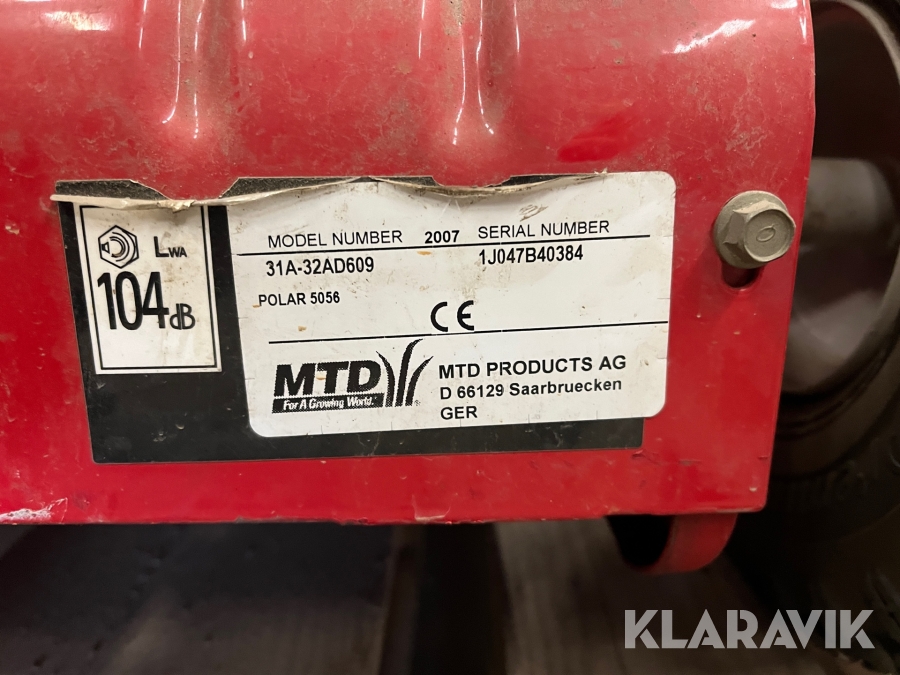 LWA
104dB
MODEL NUMBER 2007 SERIAL NUMBER
31A-32AD609 1J047B40384
POLAR 5056
CE
MTD
For A Growing World.
MTD PRODUCTS AG
D 66129 Saarbruecken
GER
KLARAVIK